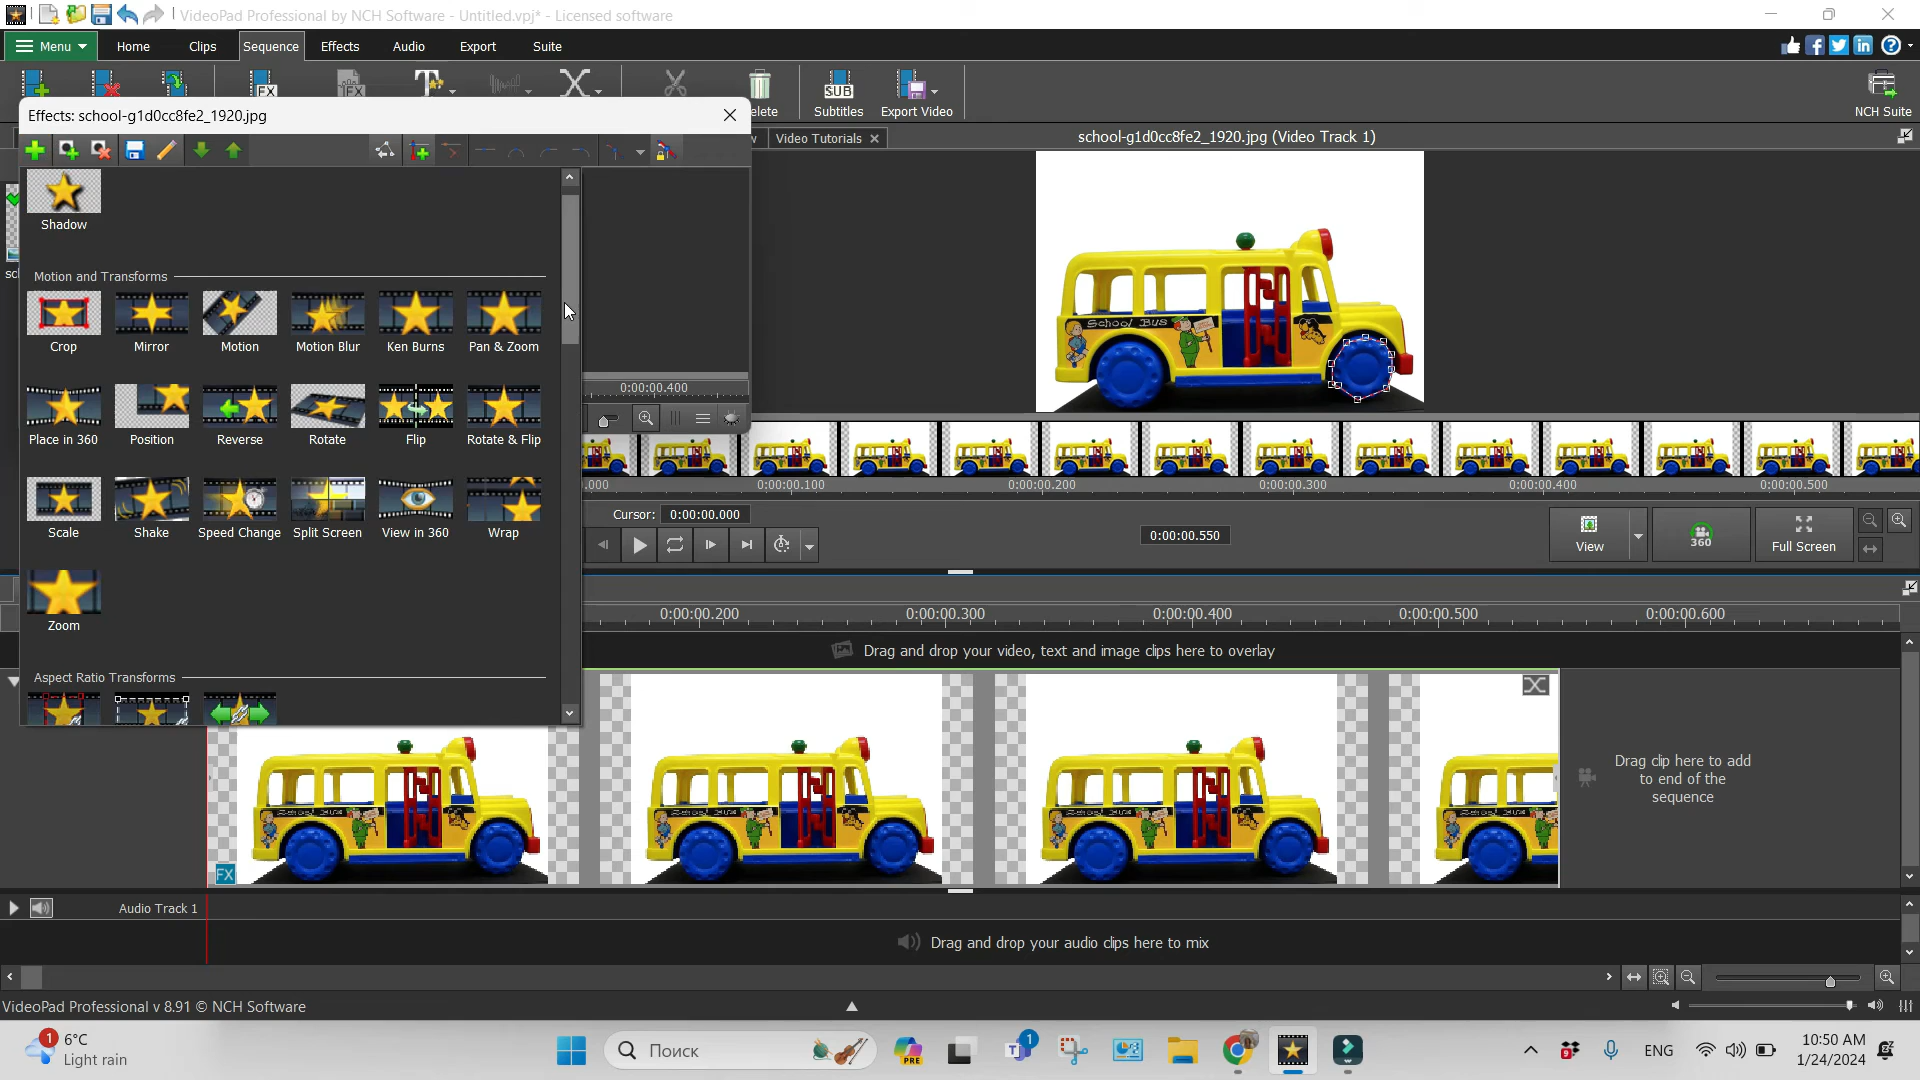 VideoPad Professional by NCH Software - Untitled.vpj* - Licensed software
Menu Home Clips Sequence Effects Audio Export Suite
elete Subtitles Export Video NCH Suite
SUB
FX
Effects: school-g1d0cc8fe2_1920.jpg
w Video Tutorials
school-g1d0cc8fe2_1920.jpg (Video Track 1)
Shadow
Motion and Transforms
Crop Mirror Motion Motion Blur Ken Burns Pan & Zoom
School Bus
0:00:00.400
Place in 360 Position Reverse Rotate Flip Rotate & Flip
.000 0:00:00.100 0:00:00.200 0:00:00.300 0:00:00.400 0:00:00.500
Cursor: 0:00:00.000
Scale Shake Speed Change Split Screen View in 360 Wrap
0:00:00.550
View 360 Full Screen
Zoom
0:00:00.200 0:00:00.300 0:00:00.400 0:00:00.500 0:00:00.600
Drag and drop your video, text and image clips here to overlay
Aspect Ratio Transforms
Drag clip here to add
to end of the
sequence
FX
Audio Track 1
Drag and drop your audio clips here to mix
VideoPad Professional v 8.91 © NCH Software
1 6°C
Light rain
Поиск
PRE
1
9
ENG
10:50 AM
1/24/2024